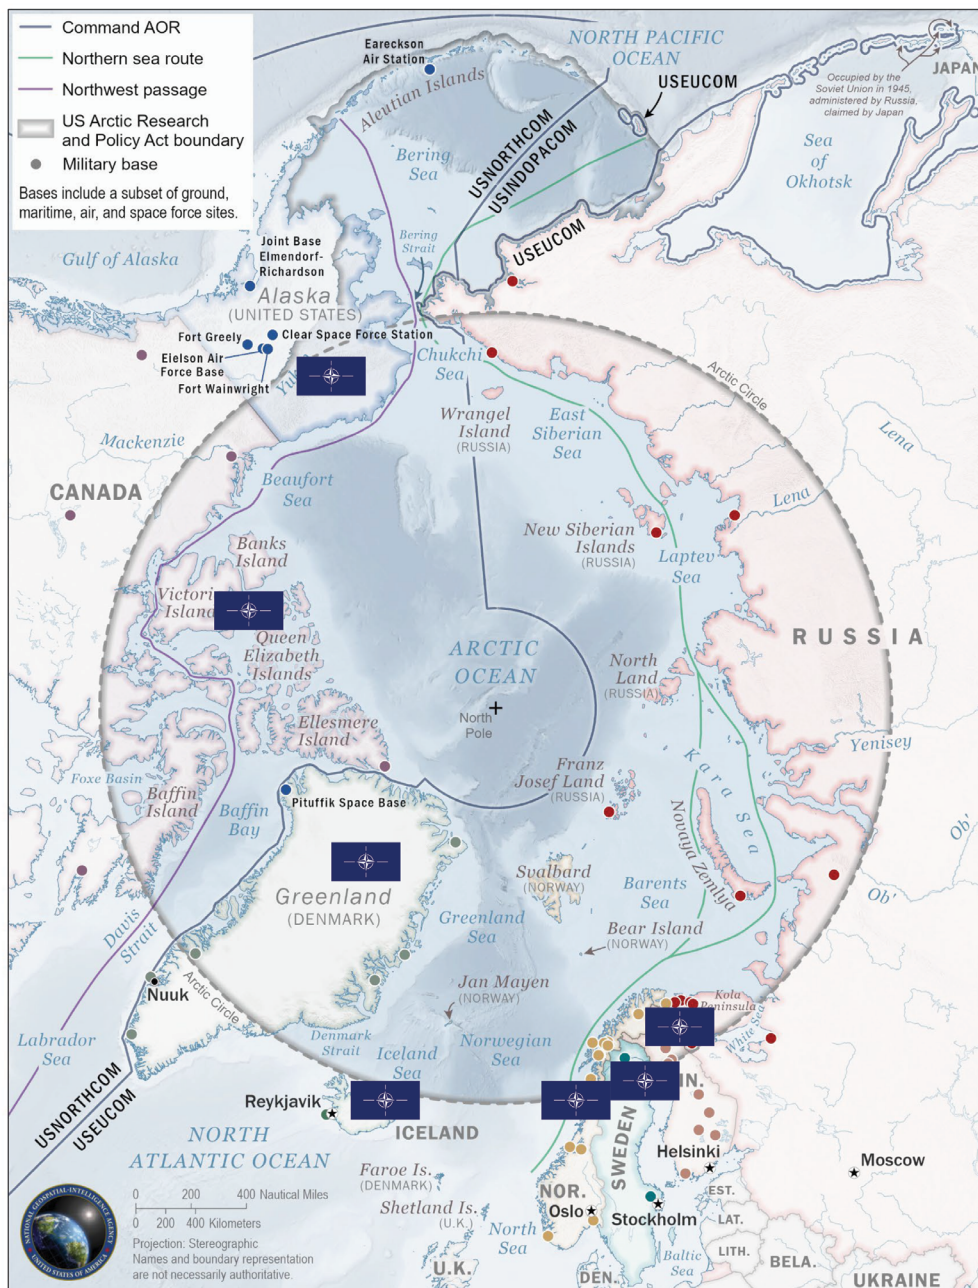 Command AOR
Northern sea route
Northwest passage
US Arctic Research
and Policy Act boundary
Military base
Bases include a subset of ground,
maritime, air, and space force sites.
Eareckson
Air Station
Aleutian Islands
NORTH PACIFIC
OCEAN
USEUCOM
JAPAN
Occupied by the
Soviet Union in 1945,
administered by Russia,
claimed by Japan
Sea
of
Okhotsk
Bering
Sea
USNORTHCOM
USINDOPACOM
USEUCOM
Bering
Strait
Gulf of Alaska
Joint Base
Elmendorf-
Richardson
Alaska
(UNITED STATES)
Fort Greely
Clear Space Force Station
Eielson Air
Force Base
Fort Wainwright
Chukchi
Sea
Arctic Circle
Wrangel
Island
(RUSSIA)
East
Siberian
Sea
Lena
Lena
Mackenzie
CANADA
Beaufort
Sea
New Siberian
Islands
(RUSSIA)
Laptev
Sea
Banks
Island
Victori
Island
Queen
Elizabeth
Islands
RUSSIA
ARCTIC
OCEAN
North
Pole
North
Land
(RUSSIA)
Ellesmere
Island
Yenisey
Foxe Basin
Baffin
Island
Baffin
Bay
Pituffik Space Base
Franz
Josef Land
(RUSSIA)
Kara Sea
Novaya Zemlya
Ob'
Ob'
Greenland
(DENMARK)
Svalbard
(NORWAY)
Barents
Sea
Greenland
Sea
Bear Island
(NORWAY)
Davis
Strait
Nuuk
Arctic Circle
Jan Mayen
(NORWAY)
Kola
Peninsula
White Sea
Labrador
Sea
Denmark
Strait
Iceland
Sea
Norwegian
Sea
USNORTHCOM
USEUCOM
Reykjavik
ICELAND
IN.
SWEDEN
Helsinki
Moscow
NORTH
ATLANTIC OCEAN
Faroe Is.
(DENMARK)
Shetland Is.
(U.K.)
NOR.
Oslo
Stockholm
EST.
LAT.
LITH.
BELA.
UKRAINE
North
Sea
Baltic
Sea
U.K.
DEN.
0 200 400 Nautical Miles
0 200 400 Kilometers
Projection: Stereographic
Names and boundary representation
are not necessarily authoritative.
NATIONAL GEOSPATIAL-INTELLIGENCE AGENCY
UNITED STATES OF AMERICA